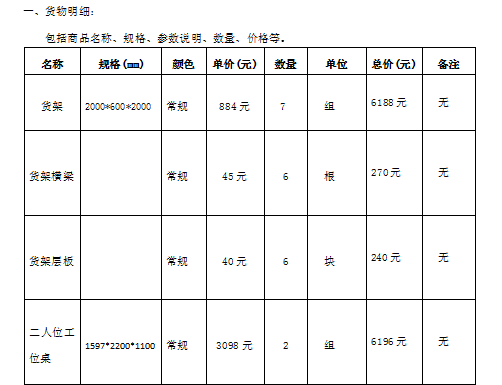 一、货物明细：
包括商品名称、规格、参数说明、数量、价格等。
名称 规格(mm) 颜色 单价(元) 数量 单位 总价(元) 备注
货架 2000*600*2000 常规 884 元 7 组 6188 元 无
货架横梁 常规 45 元 6 根 270 元 无
货架层板 常规 40 元 6 块 240 元 无
二人位工
位桌 1597*2200*1100 常规 3098 元 2 组 6196 元 无